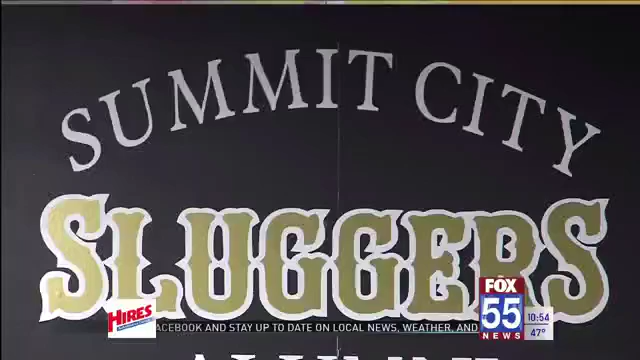 SUMMIT CITY
SLUGGERS
HIRES
FACEBOOK AND STAY UP TO DATE ON LOCAL NEWS, WEATHER, AND
FOX
55
NEWS
10:54
47°